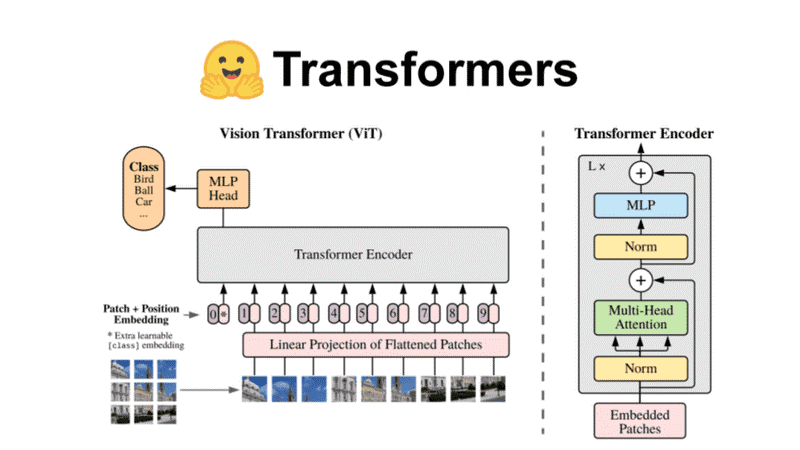 Transformers
Vision Transformer (ViT)
Class
Bird
Ball
Car
...
MLP
Head
Transformer Encoder
Patch + Position
Embedding
0 * 1 2 3 4 5 6 7 8 9
* Extra learnable
[class] embedding
Linear Projection of Flattened Patches
Transformer Encoder
L x
+
MLP
Norm
+
Multi-Head
Attention
Norm
Embedded
Patches